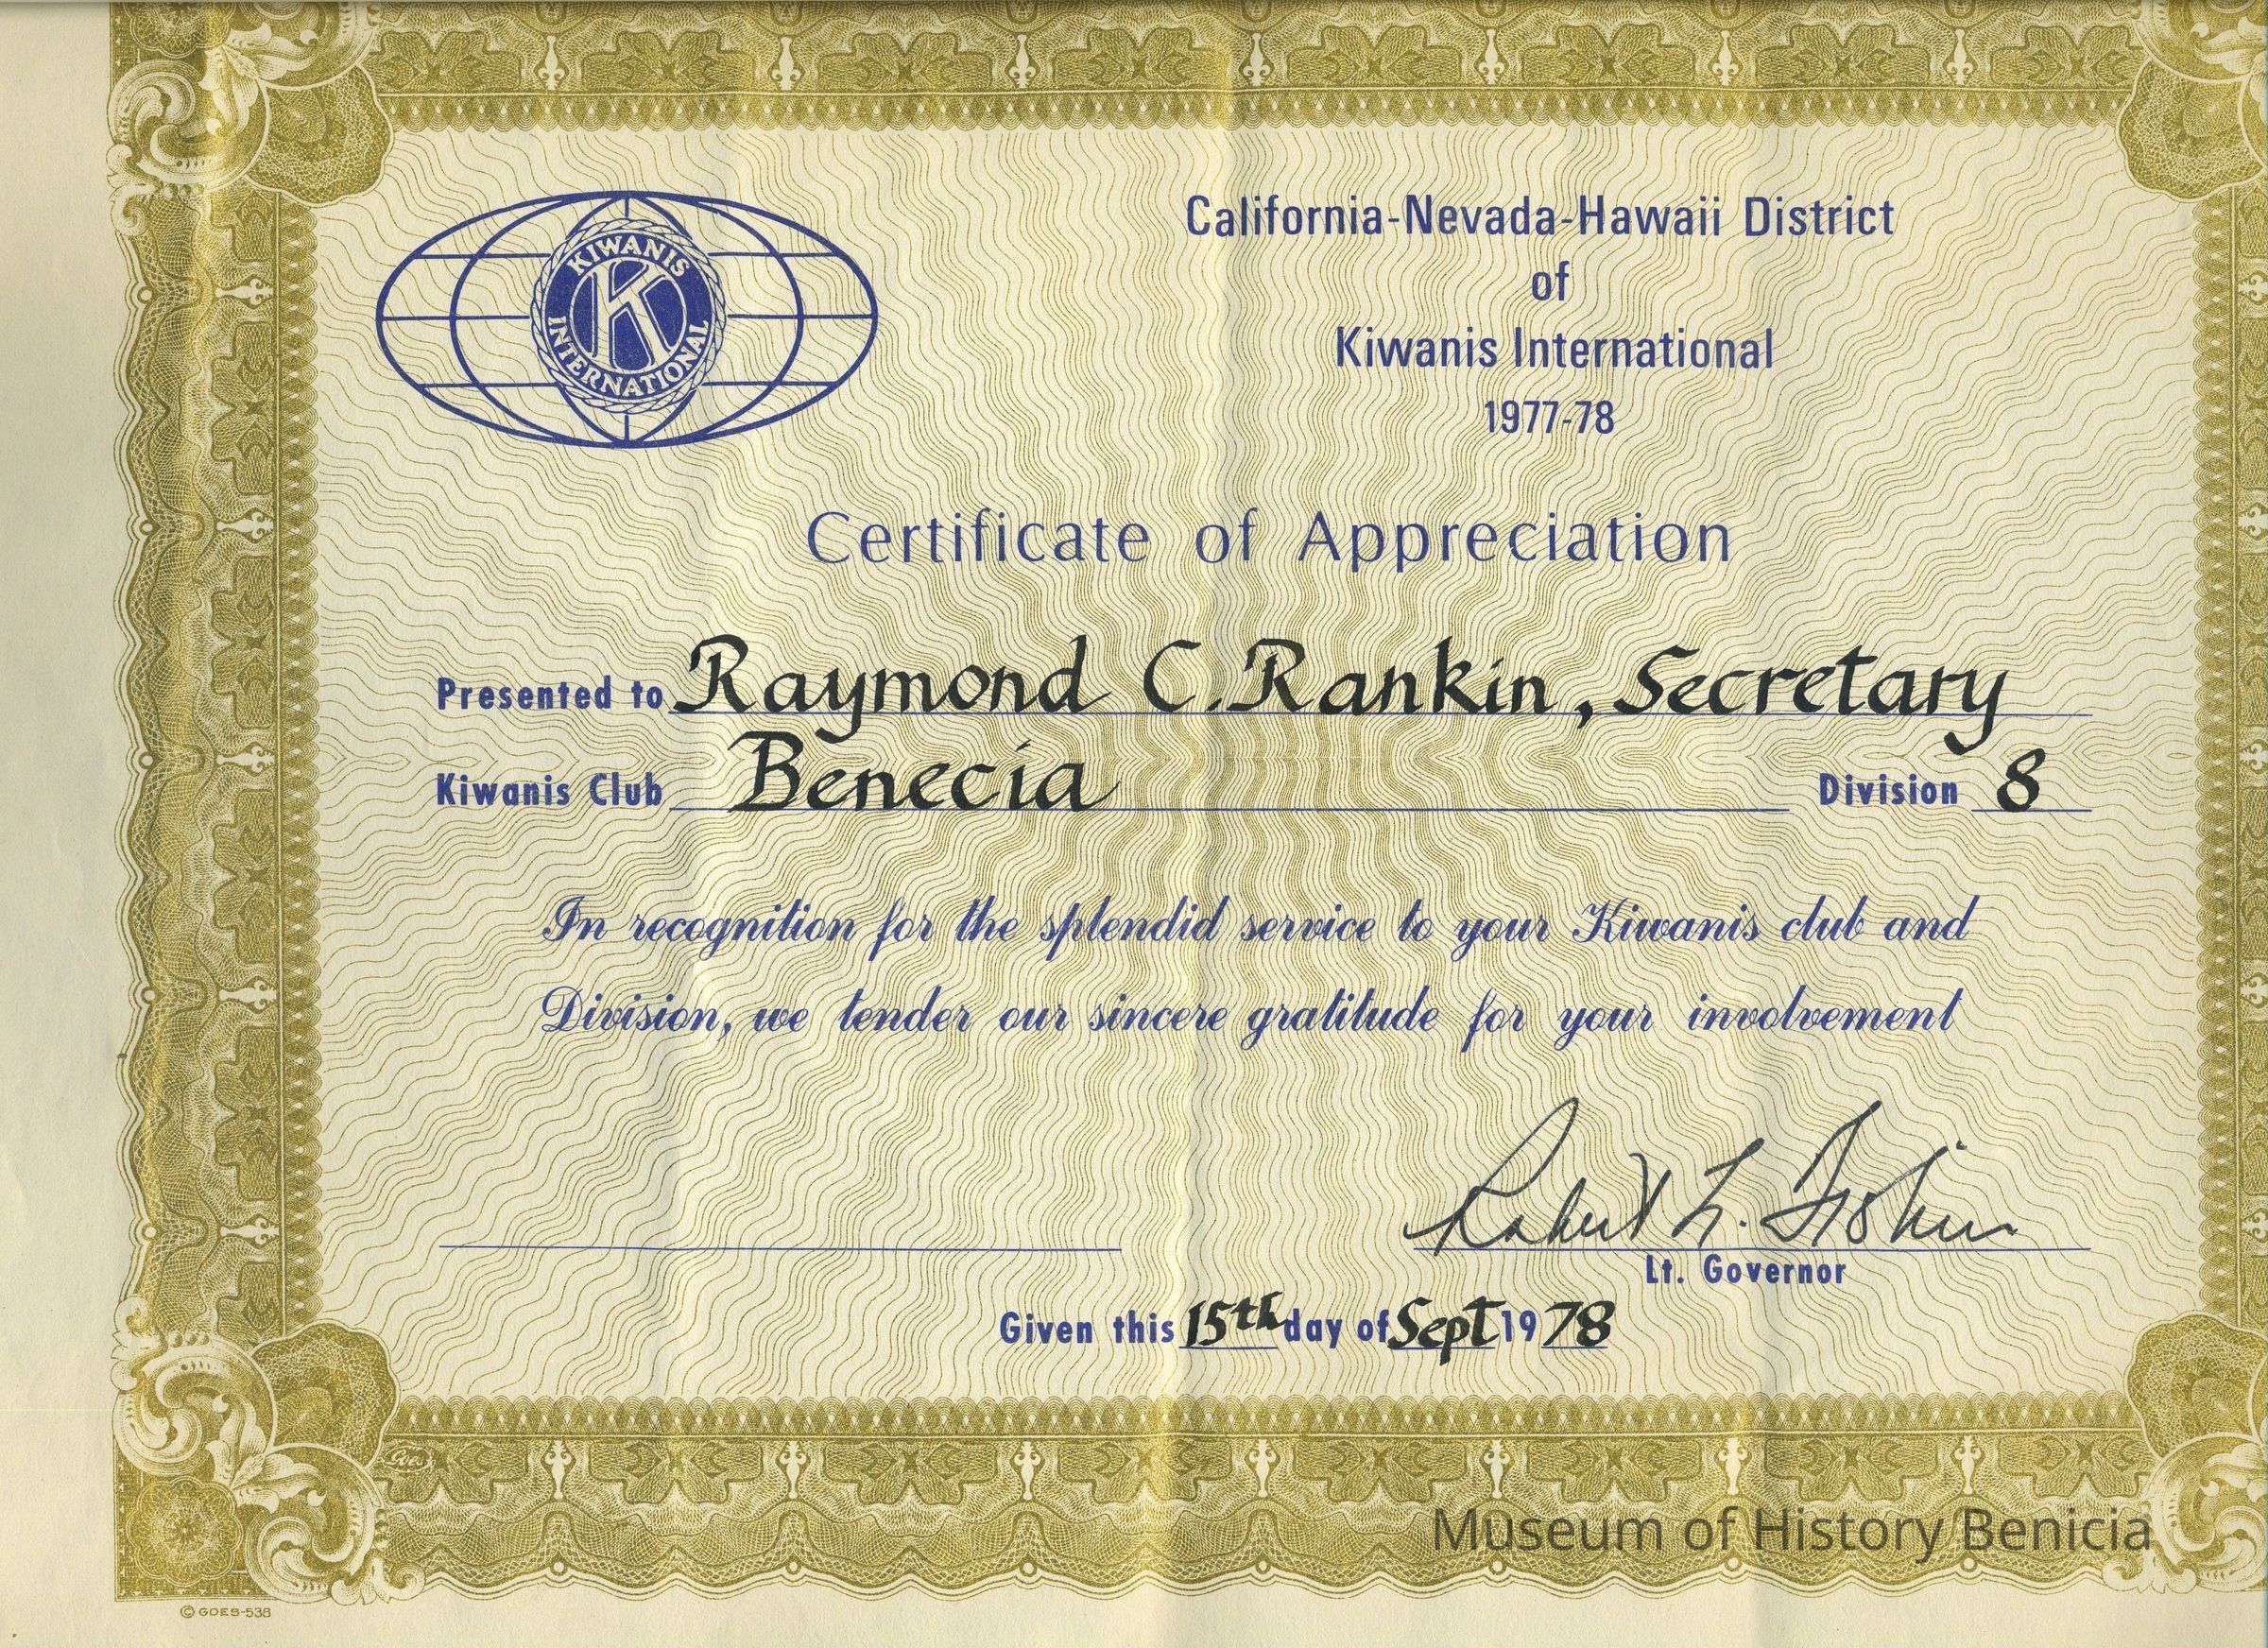 KIWANIS
K
INTERNATIONAL
California-Nevada-Hawaii District
of
Kiwanis International
1977-78
Certificate of Appreciation
Presented to Raymond C. Rankin, Secretary
Kiwanis Club Benecia Division 8
In recognition for the splendid service to your Kiwanis club and
Division, we tender our sincere gratitude for your involvement
Robert L.
Lt. Governor
Given this 15th day of Sept 1978
Goes
Museum of History Benicia
© GOES-538